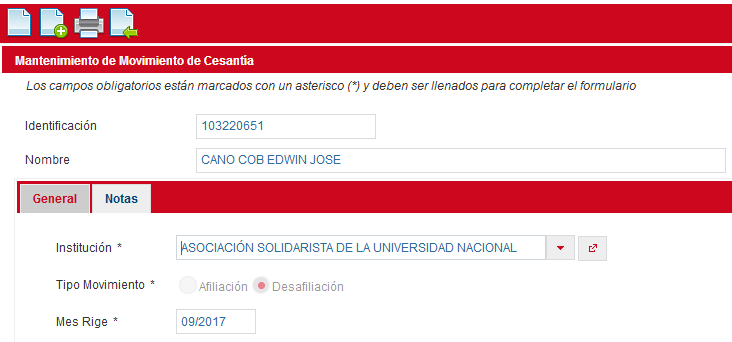 Mantenimiento de Movimiento de Cesantía
Los campos obligatorios están marcados con un asterisco (*) y deben ser llenados para completar el formulario
Identificación 103220651
Nombre CANO COB EDWIN JOSE
General Notas
Institución * ASOCIACIÓN SOLIDARISTA DE LA UNIVERSIDAD NACIONAL
Tipo Movimiento * Afiliación Desafiliación
Mes Rige * 09/2017